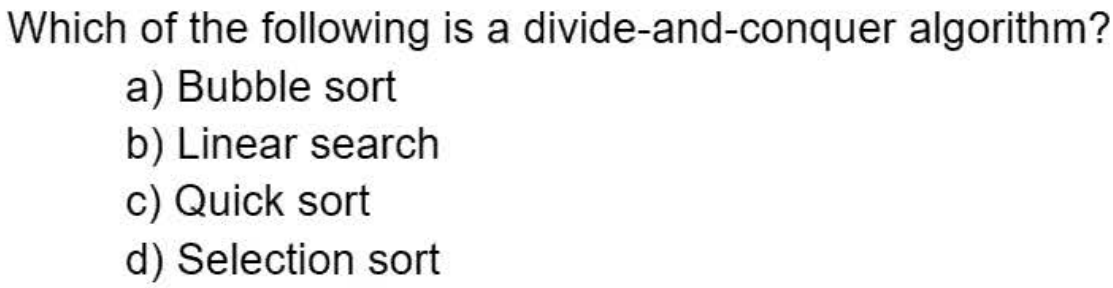 Which of the following is a divide-and-conquer algorithm?
a) Bubble sort
b) Linear search
c) Quick sort
d) Selection sort